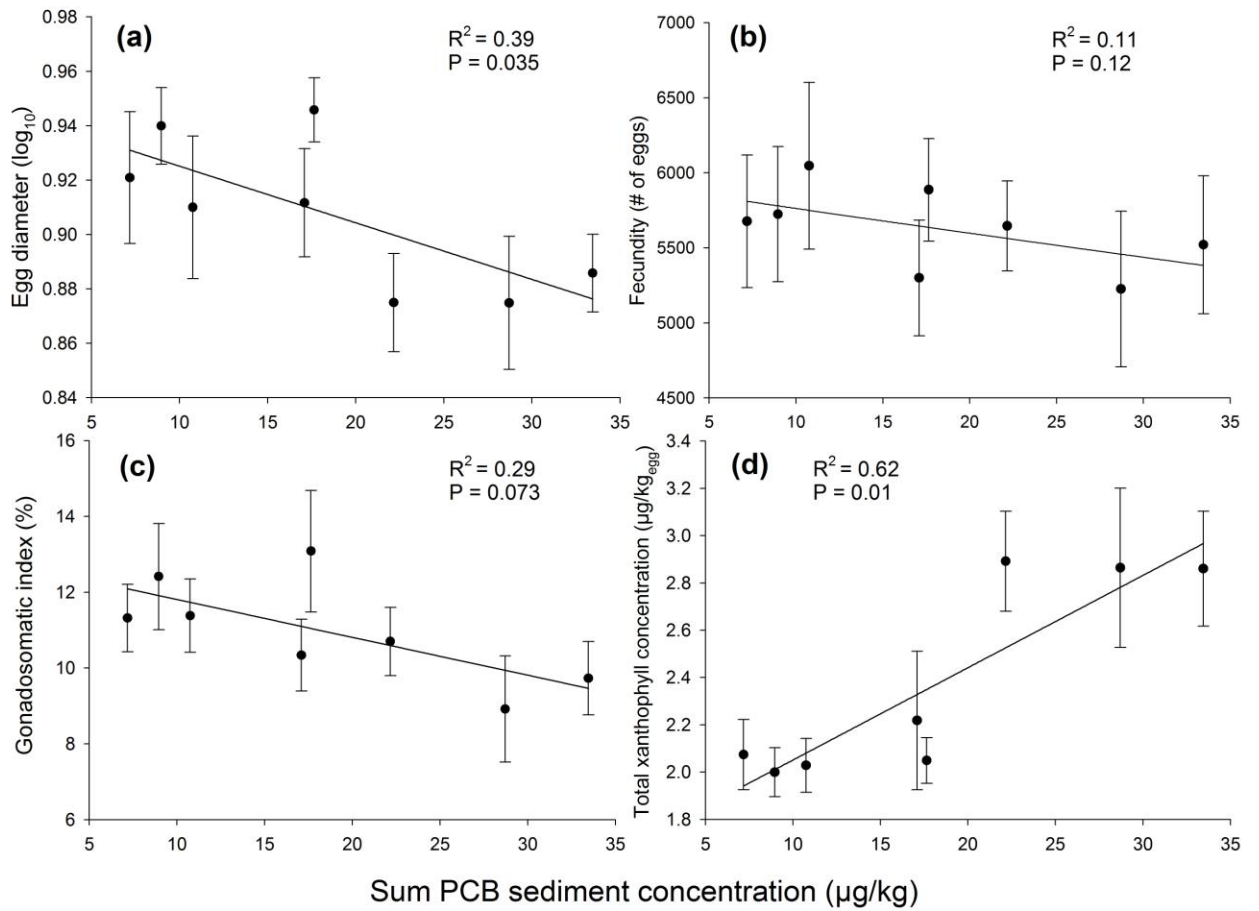 (a)
R² = 0.39
P = 0.035
0.98
0.96
0.94
0.92
0.90
0.88
0.86
0.84
Egg diameter (log₁₀)
5 10 15 20 25 30 35
(b)
R² = 0.11
P = 0.12
7000
6500
6000
5500
5000
4500
Fecundity (# of eggs)
5 10 15 20 25 30 35
(c)
R² = 0.29
P = 0.073
16
14
12
10
8
6
Gonadosomatic index (%)
5 10 15 20 25 30 35
(d)
R² = 0.62
P = 0.01
3.4
3.2
3.0
2.8
2.6
2.4
2.2
2.0
1.8
Total xanthophyll concentration (µg/kg_egg)
5 10 15 20 25 30 35
Sum PCB sediment concentration (µg/kg)